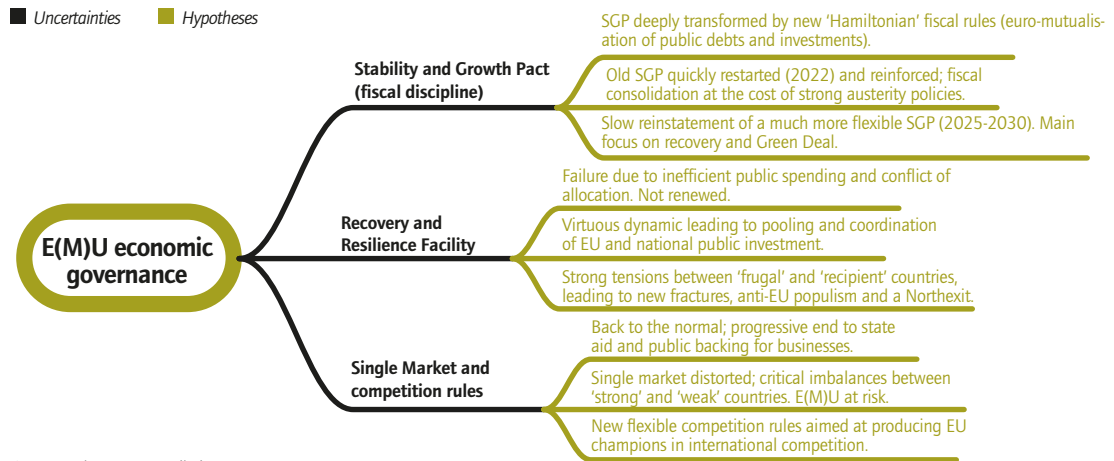 Uncertainties
Hypotheses
E(M)U economic
governance
Stability and Growth Pact
(fiscal discipline)
SGP deeply transformed by new ‘Hamiltonian’ fiscal rules (euro-mutualis-
ation of public debts and investments).
Old SGP quickly restarted (2022) and reinforced; fiscal
consolidation at the cost of strong austerity policies.
Slow reinstatement of a much more flexible SGP (2025-2030). Main
focus on recovery and Green Deal.
Recovery and
Resilience Facility
Failure due to inefficient public spending and conflict of
allocation. Not renewed.
Virtuous dynamic leading to pooling and coordination
of EU and national public investment.
Strong tensions between ‘frugal’ and ‘recipient’ countries,
leading to new fractures, anti-EU populism and a Northexit.
Single Market and
competition rules
Back to the normal; progressive end to state
aid and public backing for businesses.
Single market distorted; critical imbalances between
‘strong’ and ‘weak’ countries. E(M)U at risk.
New flexible competition rules aimed at producing EU
champions in international competition.